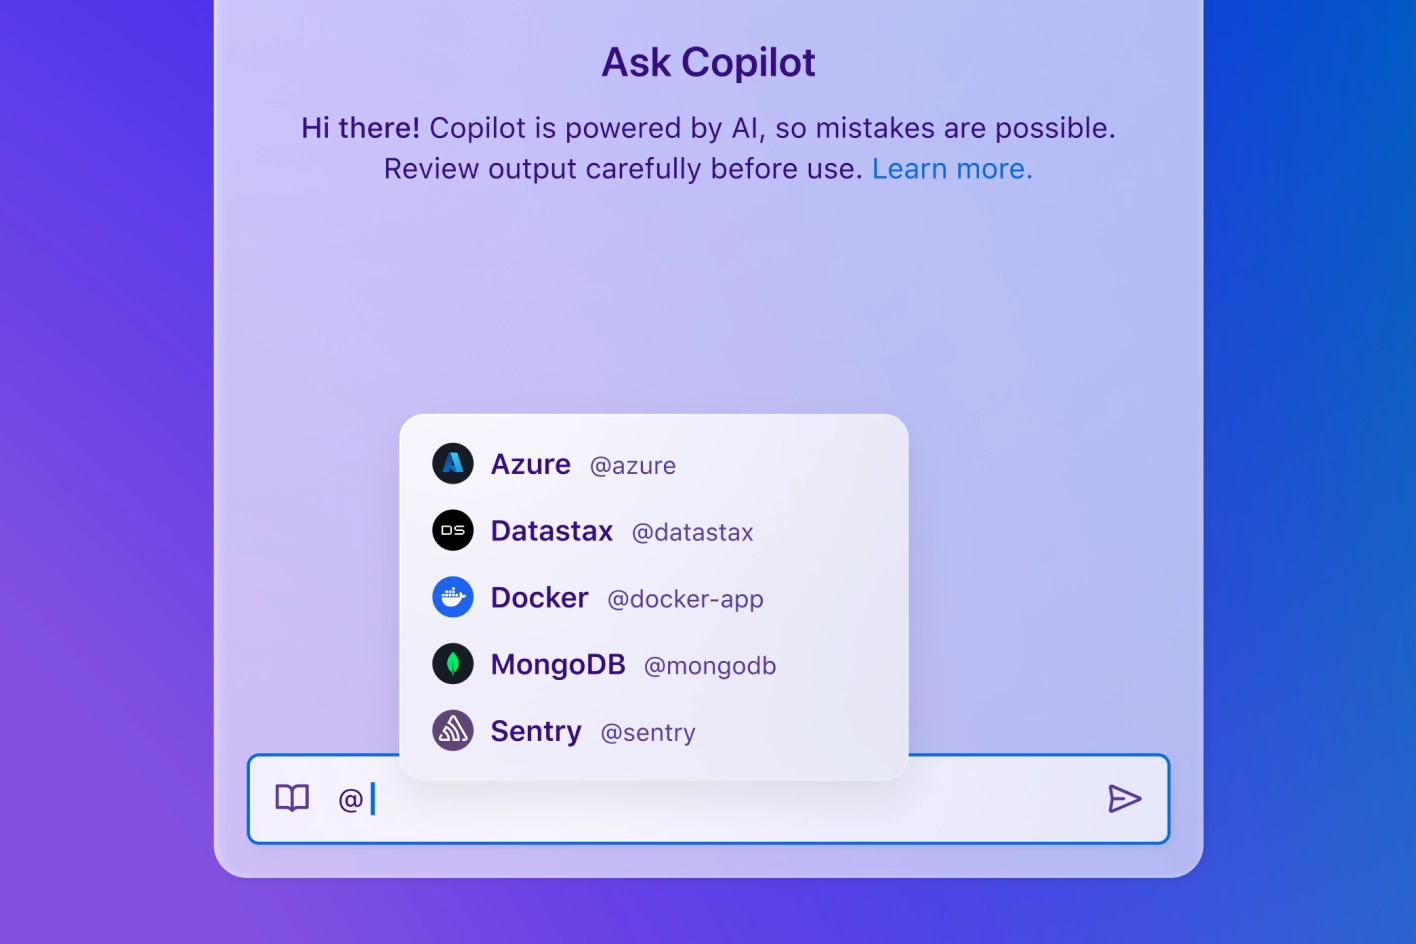 Ask Copilot
Hi there! Copilot is powered by AI, so mistakes are possible.
Review output carefully before use. Learn more.
Azure @azure
DS Datastax @datastax
Docker @docker-app
MongoDB @mongodb
Sentry @sentry
@